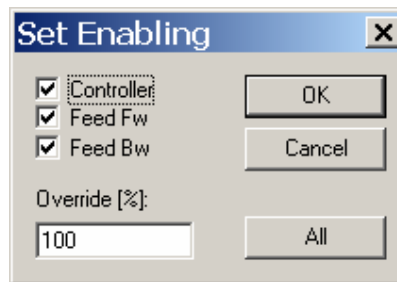 Set Enabling
Controller
Feed Fw
Feed Bw
OK
Cancel
Override [%]:
100
All